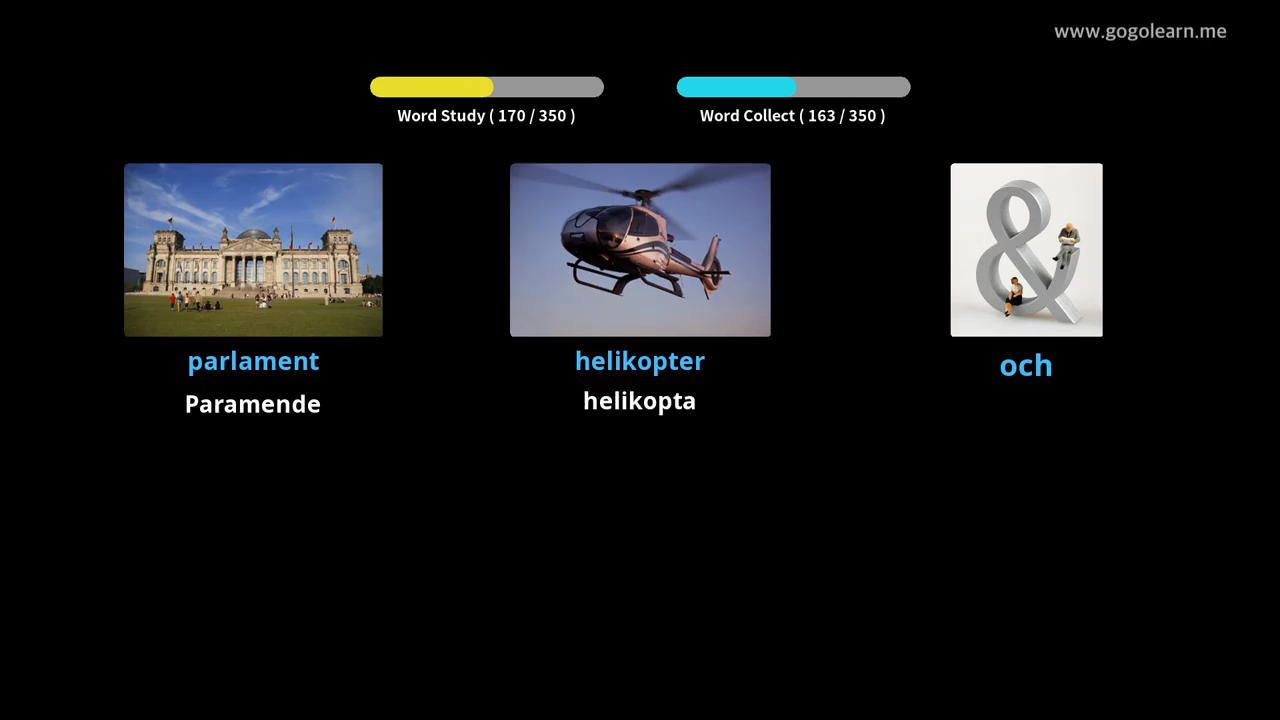 www.gogolearn.me
Word Study ( 170 / 350 )
Word Collect ( 163 / 350 )
parlament
Paramende
helikopter
helikopta
&
och